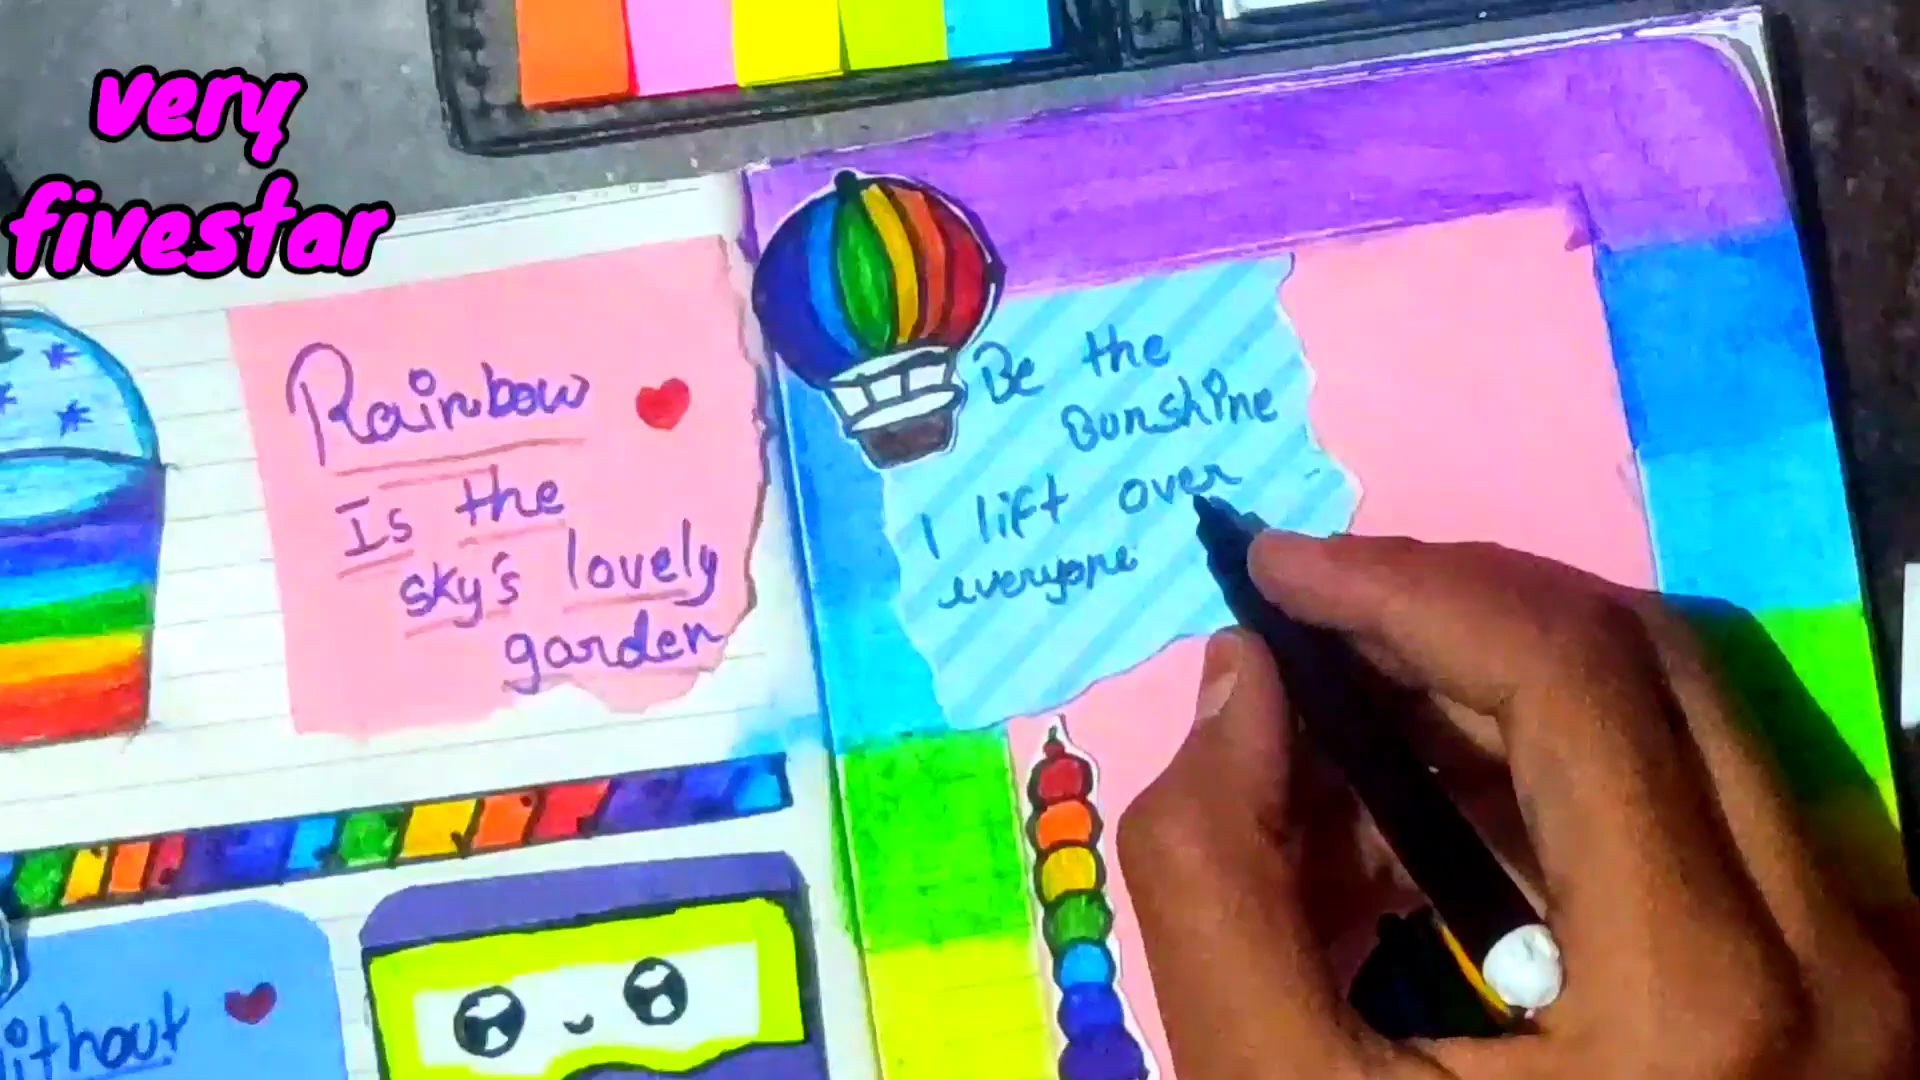 very
fivestar
Rainbow
Is the
sky's lovely
garden
Be the
Sunshine
I lift over
everyone
ithout